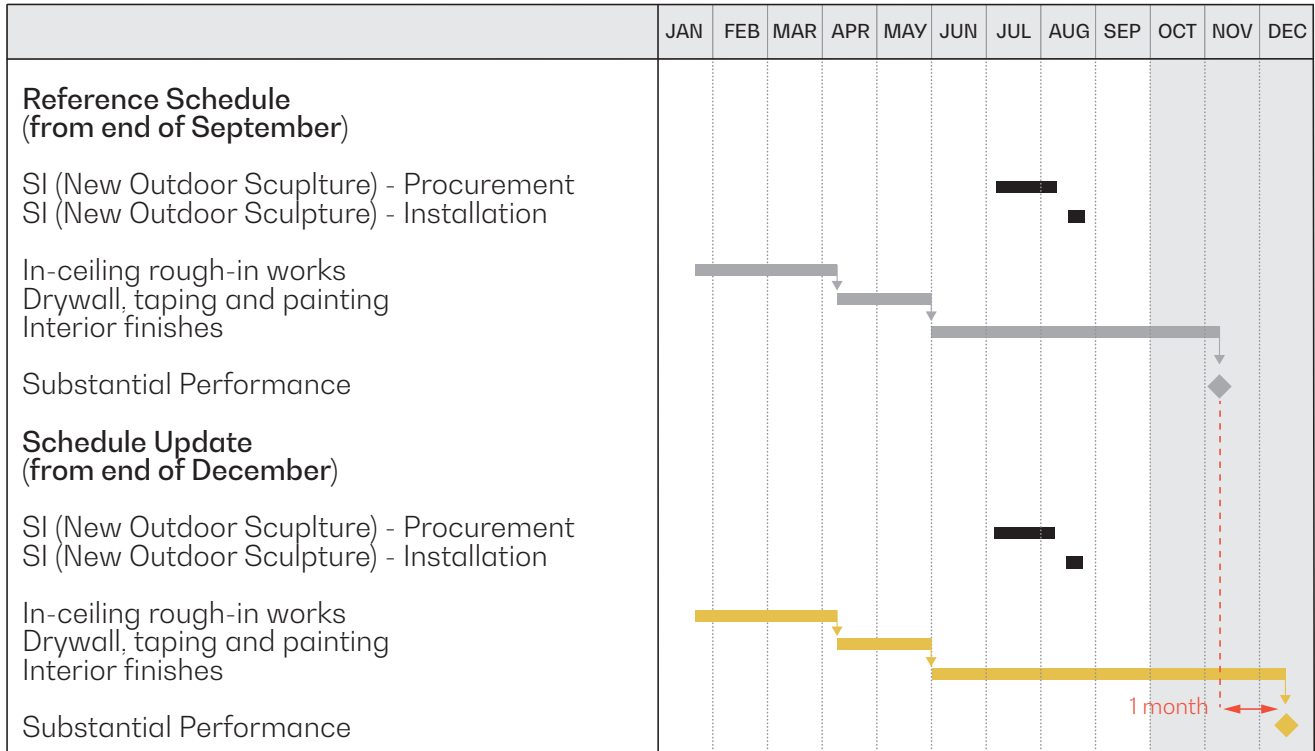 JAN FEB MAR APR MAY JUN JUL AUG SEP OCT NOV DEC
Reference Schedule
(from end of September)
SI (New Outdoor Scuplture) - Procurement
SI (New Outdoor Sculpture) - Installation
In-ceiling rough-in works
Drywall, taping and painting
Interior finishes
Substantial Performance
Schedule Update
(from end of December)
SI (New Outdoor Scuplture) - Procurement
SI (New Outdoor Sculpture) - Installation
In-ceiling rough-in works
Drywall, taping and painting
Interior finishes
1 month
Substantial Performance